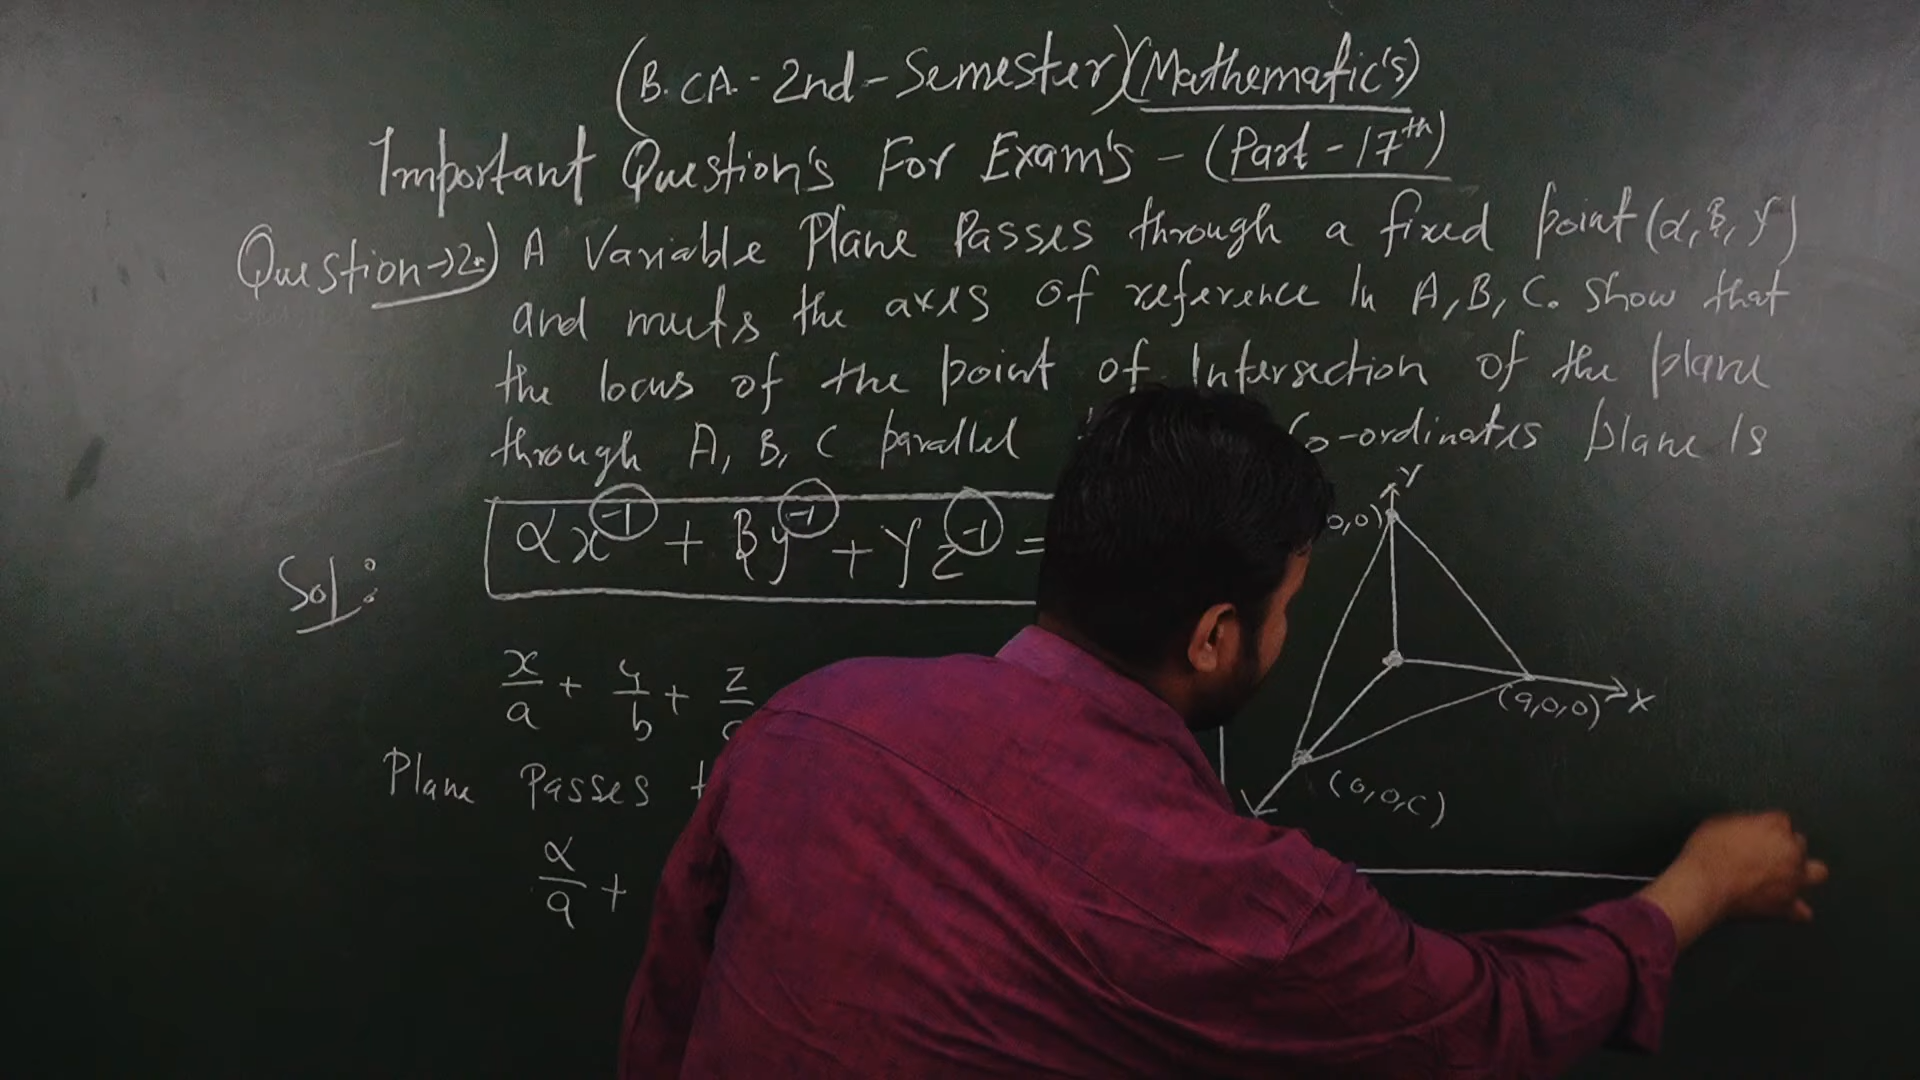 (B.CA.-2nd-Semester)(Mathematic's)
Important Question's For Exam's - (Part-17th)
Question→2.) A Variable Plane Passes through a fixed point (α, β, γ)
and meets the axes of reference In A, B, C. Show that
the locus of the point of Intersection of the plane
through A, B, C parallel Co-ordinates plane Is
αx⁻¹ + βy⁻¹ + γz⁻¹ =
Sol:
Y
0,0)
x/a + y/b + z/
(a,0,0) X
Plane Passes
(0,0,c)
α/a +